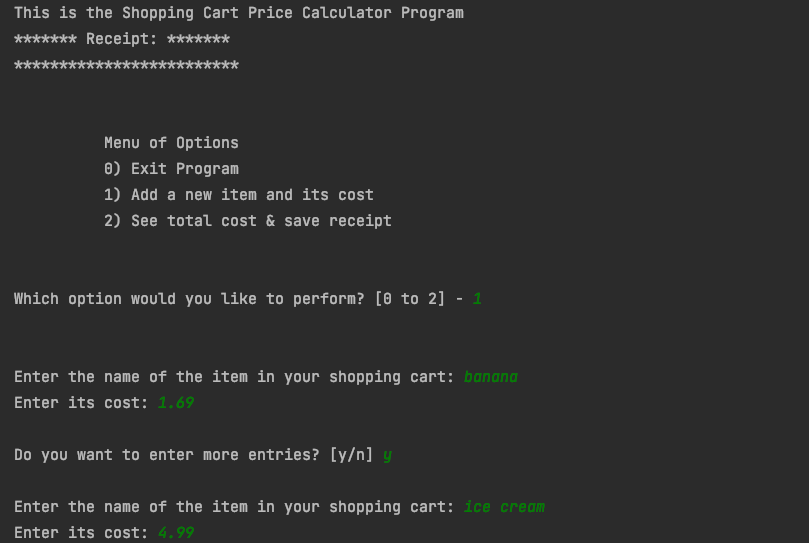 This is the Shopping Cart Price Calculator Program
******* Receipt: *******
*************************
Menu of Options
0) Exit Program
1) Add a new item and its cost
2) See total cost & save receipt
Which option would you like to perform? [0 to 2] - 1
Enter the name of the item in your shopping cart: banana
Enter its cost: 1.69
Do you want to enter more entries? [y/n] y
Enter the name of the item in your shopping cart: ice cream
Enter its cost: 4.99